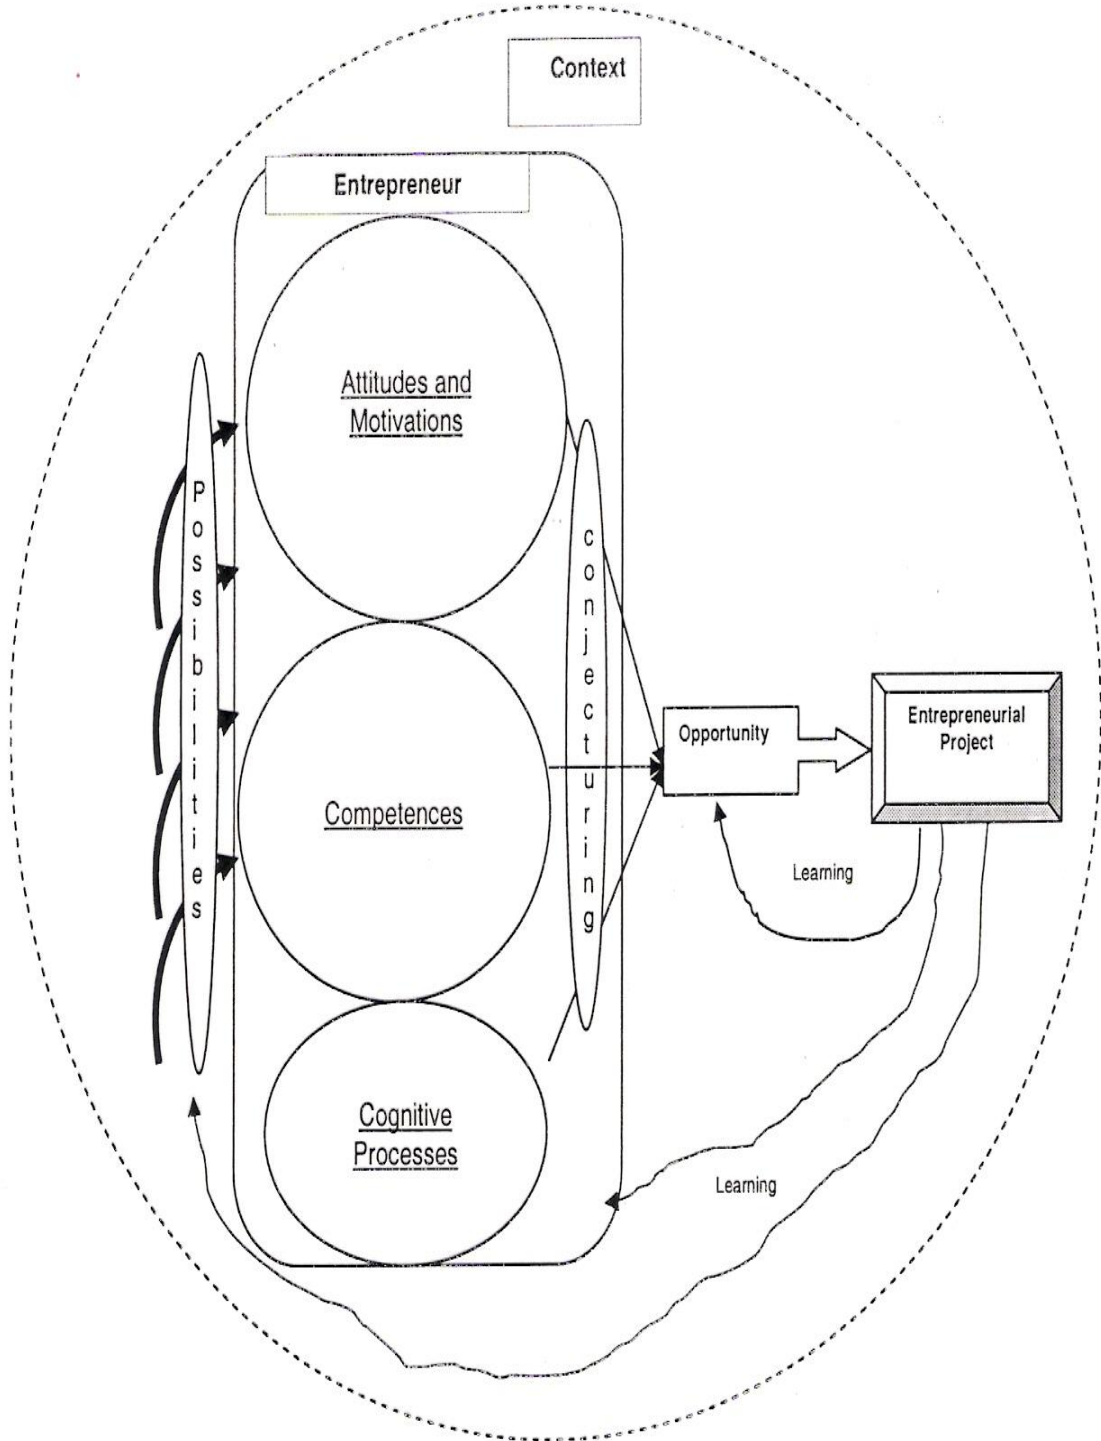 Context
Entrepreneur
Attitudes and
Motivations
Possibilities
conjecturing
Opportunity
Entrepreneurial
Project
Competences
Learning
Cognitive
Processes
Learning